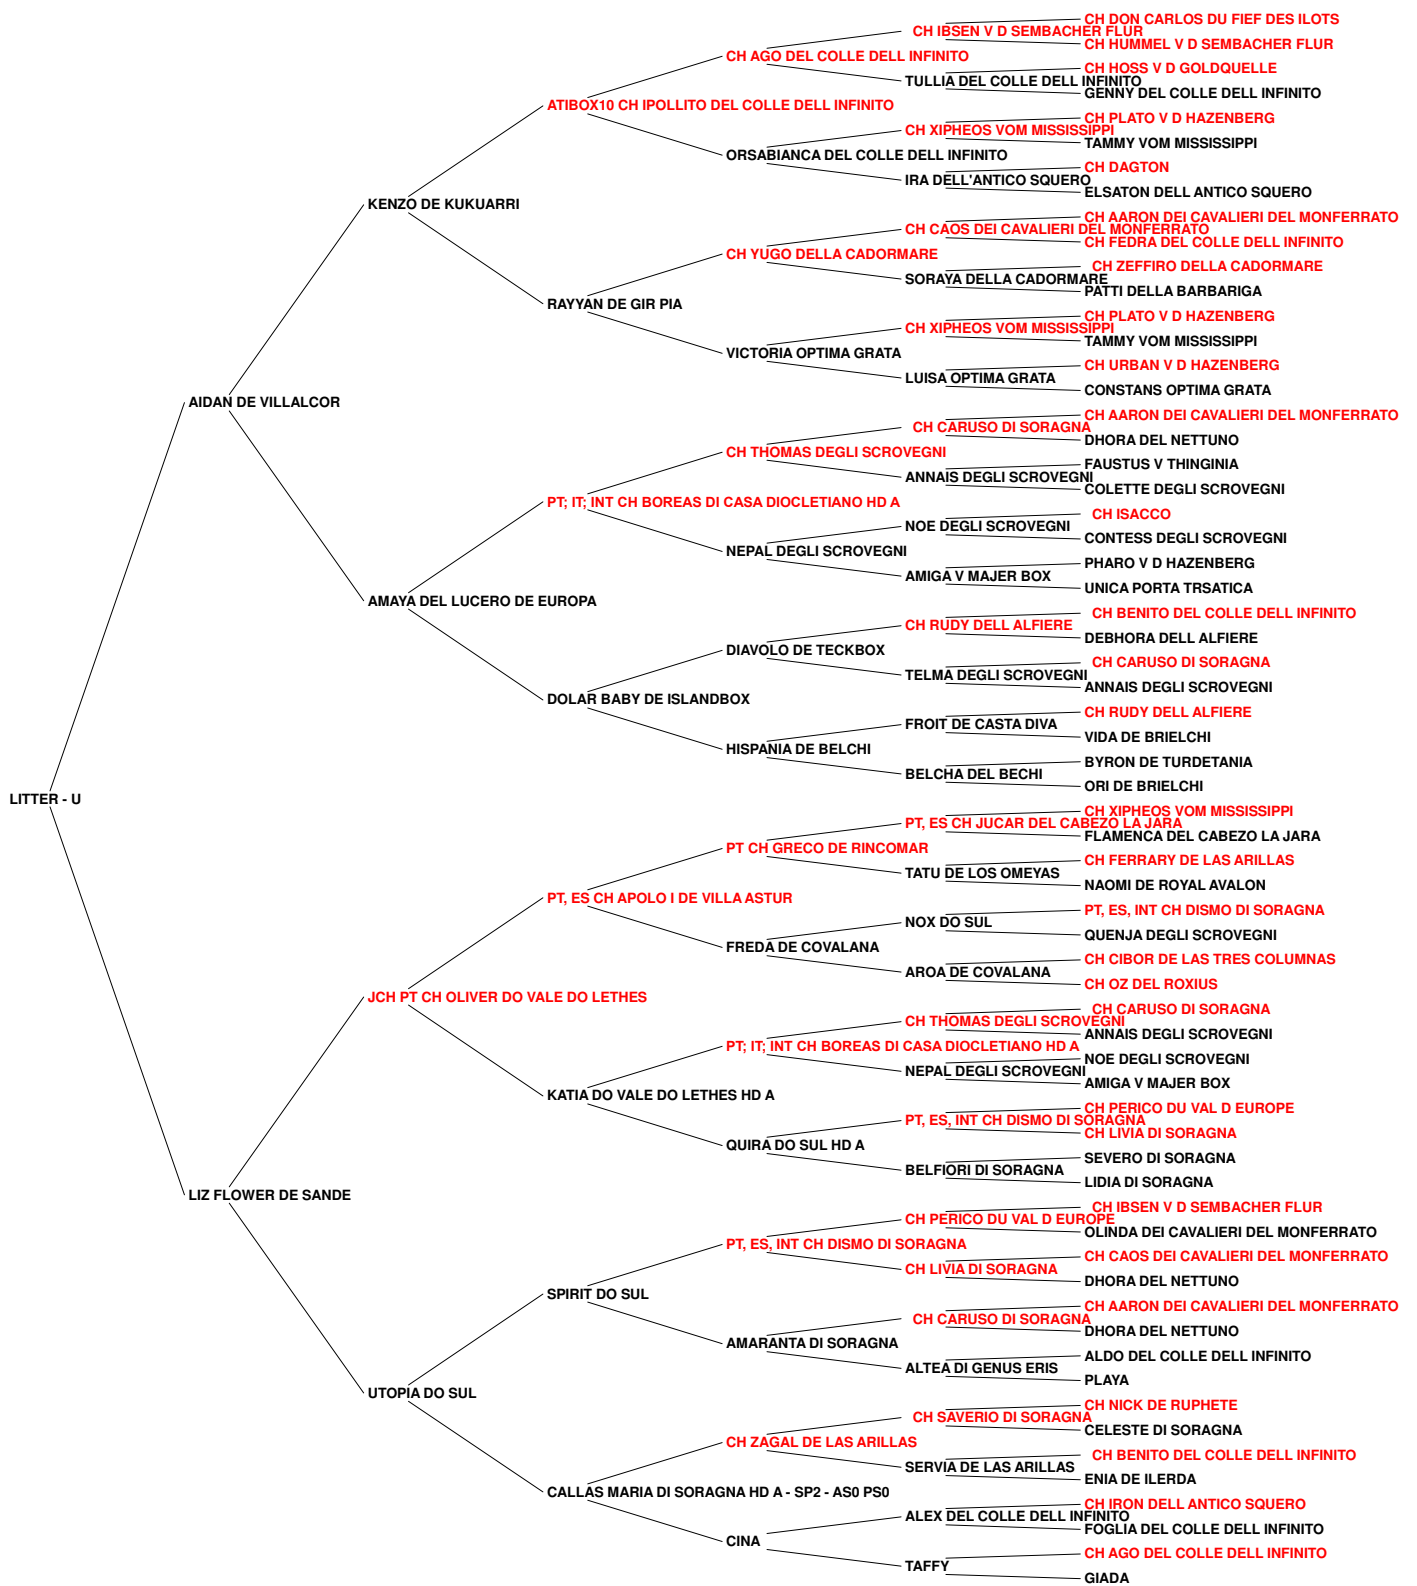 CH DON CARLOS DU FIEF DES ILOTS
CH IBSEN V D SEMBACHER FLUR
CH HUMMEL V D SEMBACHER FLUR
CH AGO DEL COLLE DELL INFINITO
CH HOSS V D GOLDQUELLE
TULLIA DEL COLLE DELL INFINITO
GENNY DEL COLLE DELL INFINITO
ATIBOX10 CH IPOLLITO DEL COLLE DELL INFINITO
CH PLATO V D HAZENBERG
CH XIPHEOS VOM MISSISSIPPI
TAMMY VOM MISSISSIPPI
ORSABIANCA DEL COLLE DELL INFINITO
CH DAGTON
IRA DELL'ANTICO SQUERO
ELSATON DELL ANTICO SQUERO
KENZO DE KUKUARRI
CH AARON DEI CAVALIERI DEL MONFERRATO
CH CAOS DEI CAVALIERI DEL MONFERRATO
CH FEDRA DEL COLLE DELL INFINITO
CH YUGO DELLA CADORMARE
CH ZEFFIRO DELLA CADORMARE
SORAYA DELLA CADORMARE
PATTI DELLA BARBARIGA
RAYYAN DE GIR PIA
CH PLATO V D HAZENBERG
CH XIPHEOS VOM MISSISSIPPI
TAMMY VOM MISSISSIPPI
VICTORIA OPTIMA GRATA
CH URBAN V D HAZENBERG
LUISA OPTIMA GRATA
CONSTANS OPTIMA GRATA
AIDAN DE VILLALCOR
CH AARON DEI CAVALIERI DEL MONFERRATO
CH CARUSO DI SORAGNA
DHORA DEL NETTUNO
CH THOMAS DEGLI SCROVEGNI
FAUSTUS V THINGINIA
ANNAIS DEGLI SCROVEGNI
COLETTE DEGLI SCROVEGNI
PT; IT; INT CH BOREAS DI CASA DIOCLETIANO HD A
CH ISACCO
NOE DEGLI SCROVEGNI
CONTESS DEGLI SCROVEGNI
NEPAL DEGLI SCROVEGNI
PHARO V D HAZENBERG
AMIGA V MAJER BOX
UNICA PORTA TRSATICA
AMAYA DEL LUCERO DE EUROPA
CH BENITO DEL COLLE DELL INFINITO
CH RUDY DELL ALFIERE
DEBHORA DELL ALFIERE
DIAVOLO DE TECKBOX
CH CARUSO DI SORAGNA
TELMA DEGLI SCROVEGNI
ANNAIS DEGLI SCROVEGNI
DOLAR BABY DE ISLANDBOX
CH RUDY DELL ALFIERE
FROIT DE CASTA DIVA
VIDA DE BRIELCHI
HISPANIA DE BELCHI
BYRON DE TURDETANIA
BELCHA DEL BECHI
ORI DE BRIELCHI
LITTER - U
CH XIPHEOS VOM MISSISSIPPI
PT, ES CH JUCAR DEL CABEZO LA JARA
FLAMENCA DEL CABEZO LA JARA
PT CH GRECO DE RINCOMAR
CH FERRARY DE LAS ARILLAS
TATU DE LOS OMEYAS
NAOMI DE ROYAL AVALON
PT, ES CH APOLO I DE VILLA ASTUR
PT, ES, INT CH DISMO DI SORAGNA
NOX DO SUL
QUENJA DEGLI SCROVEGNI
FREDA DE COVALANA
CH CIBOR DE LAS TRES COLUMNAS
AROA DE COVALANA
CH OZ DEL ROXIUS
JCH PT CH OLIVER DO VALE DO LETHES
CH CARUSO DI SORAGNA
CH THOMAS DEGLI SCROVEGNI
ANNAIS DEGLI SCROVEGNI
PT; IT; INT CH BOREAS DI CASA DIOCLETIANO HD A
NOE DEGLI SCROVEGNI
NEPAL DEGLI SCROVEGNI
AMIGA V MAJER BOX
KATIA DO VALE DO LETHES HD A
CH PERICO DU VAL D EUROPE
PT, ES, INT CH DISMO DI SORAGNA
CH LIVIA DI SORAGNA
QUIRA DO SUL HD A
SEVERO DI SORAGNA
BELFIORI DI SORAGNA
LIDIA DI SORAGNA
LIZ FLOWER DE SANDE
CH IBSEN V D SEMBACHER FLUR
CH PERICO DU VAL D EUROPE
OLINDA DEI CAVALIERI DEL MONFERRATO
PT, ES, INT CH DISMO DI SORAGNA
CH CAOS DEI CAVALIERI DEL MONFERRATO
CH LIVIA DI SORAGNA
DHORA DEL NETTUNO
SPIRIT DO SUL
CH AARON DEI CAVALIERI DEL MONFERRATO
CH CARUSO DI SORAGNA
DHORA DEL NETTUNO
AMARANTA DI SORAGNA
ALDO DEL COLLE DELL INFINITO
ALTEA DI GENUS ERIS
PLAYA
UTOPIA DO SUL
CH NICK DE RUPHETE
CH SAVERIO DI SORAGNA
CELESTE DI SORAGNA
CH ZAGAL DE LAS ARILLAS
CH BENITO DEL COLLE DELL INFINITO
SERVIA DE LAS ARILLAS
ENIA DE ILERDA
CALLAS MARIA DI SORAGNA HD A - SP2 - AS0 PS0
CH IRON DELL ANTICO SQUERO
ALEX DEL COLLE DELL INFINITO
FOGLIA DEL COLLE DELL INFINITO
CINA
CH AGO DEL COLLE DELL INFINITO
TAFFY
GIADA